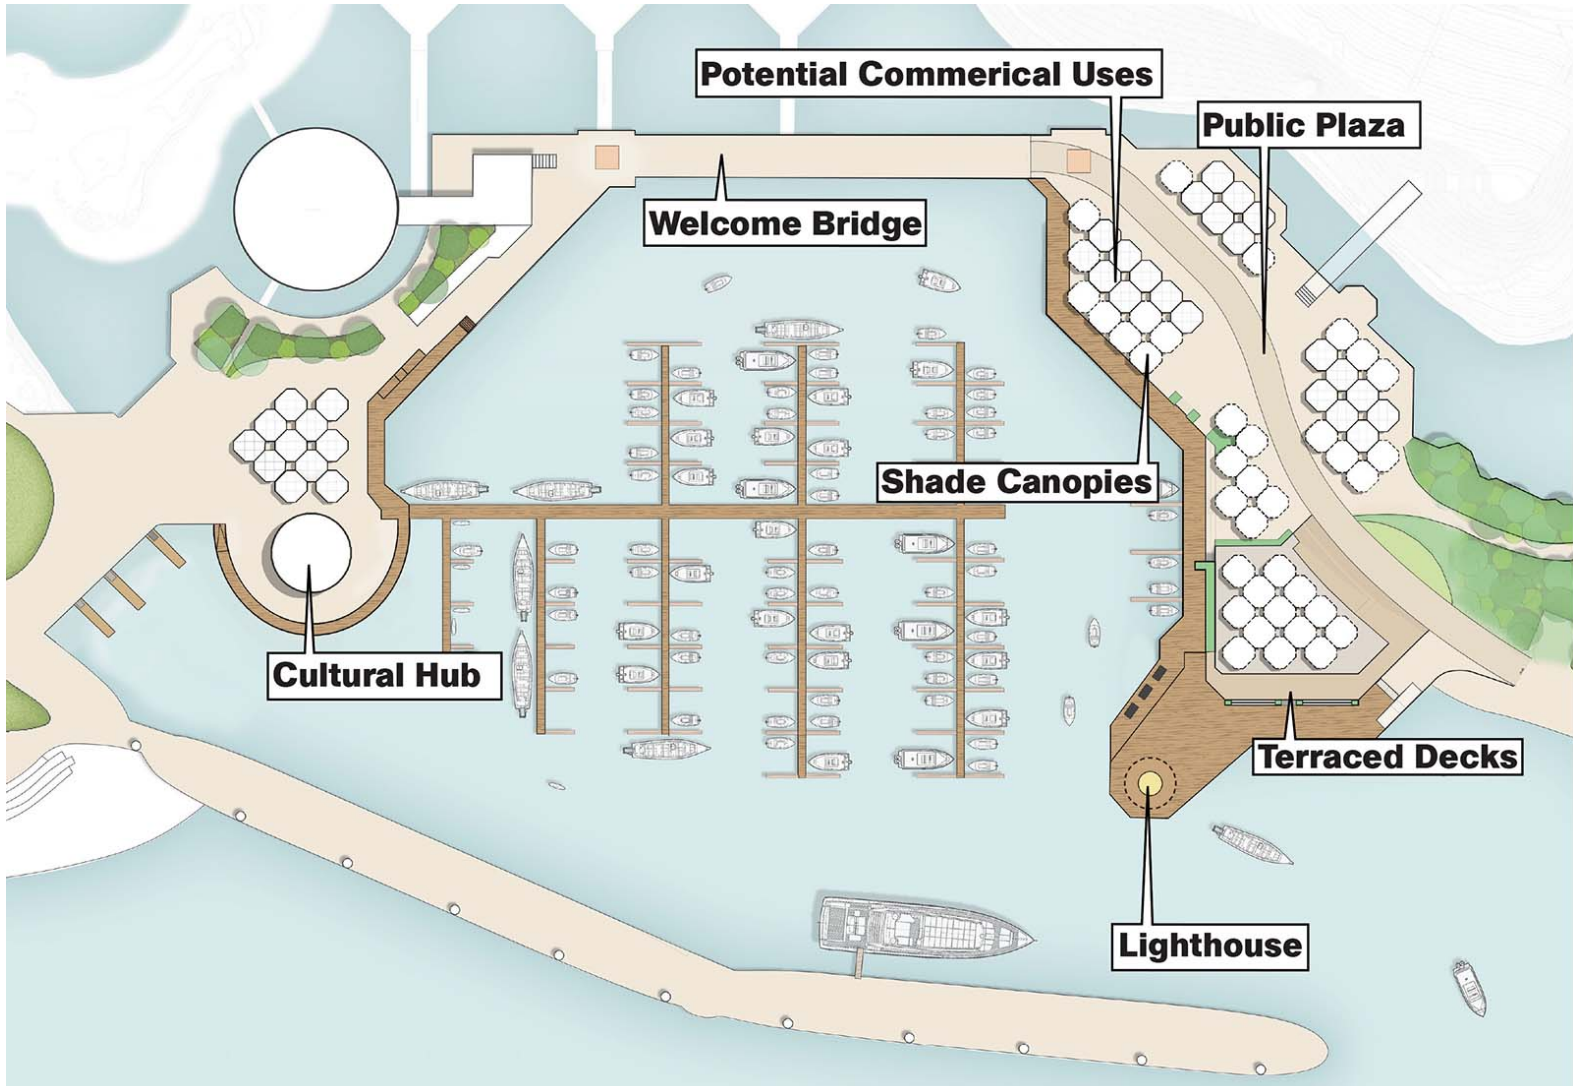 Potential Commerical Uses
Public Plaza
Welcome Bridge
Shade Canopies
Cultural Hub
Terraced Decks
Lighthouse